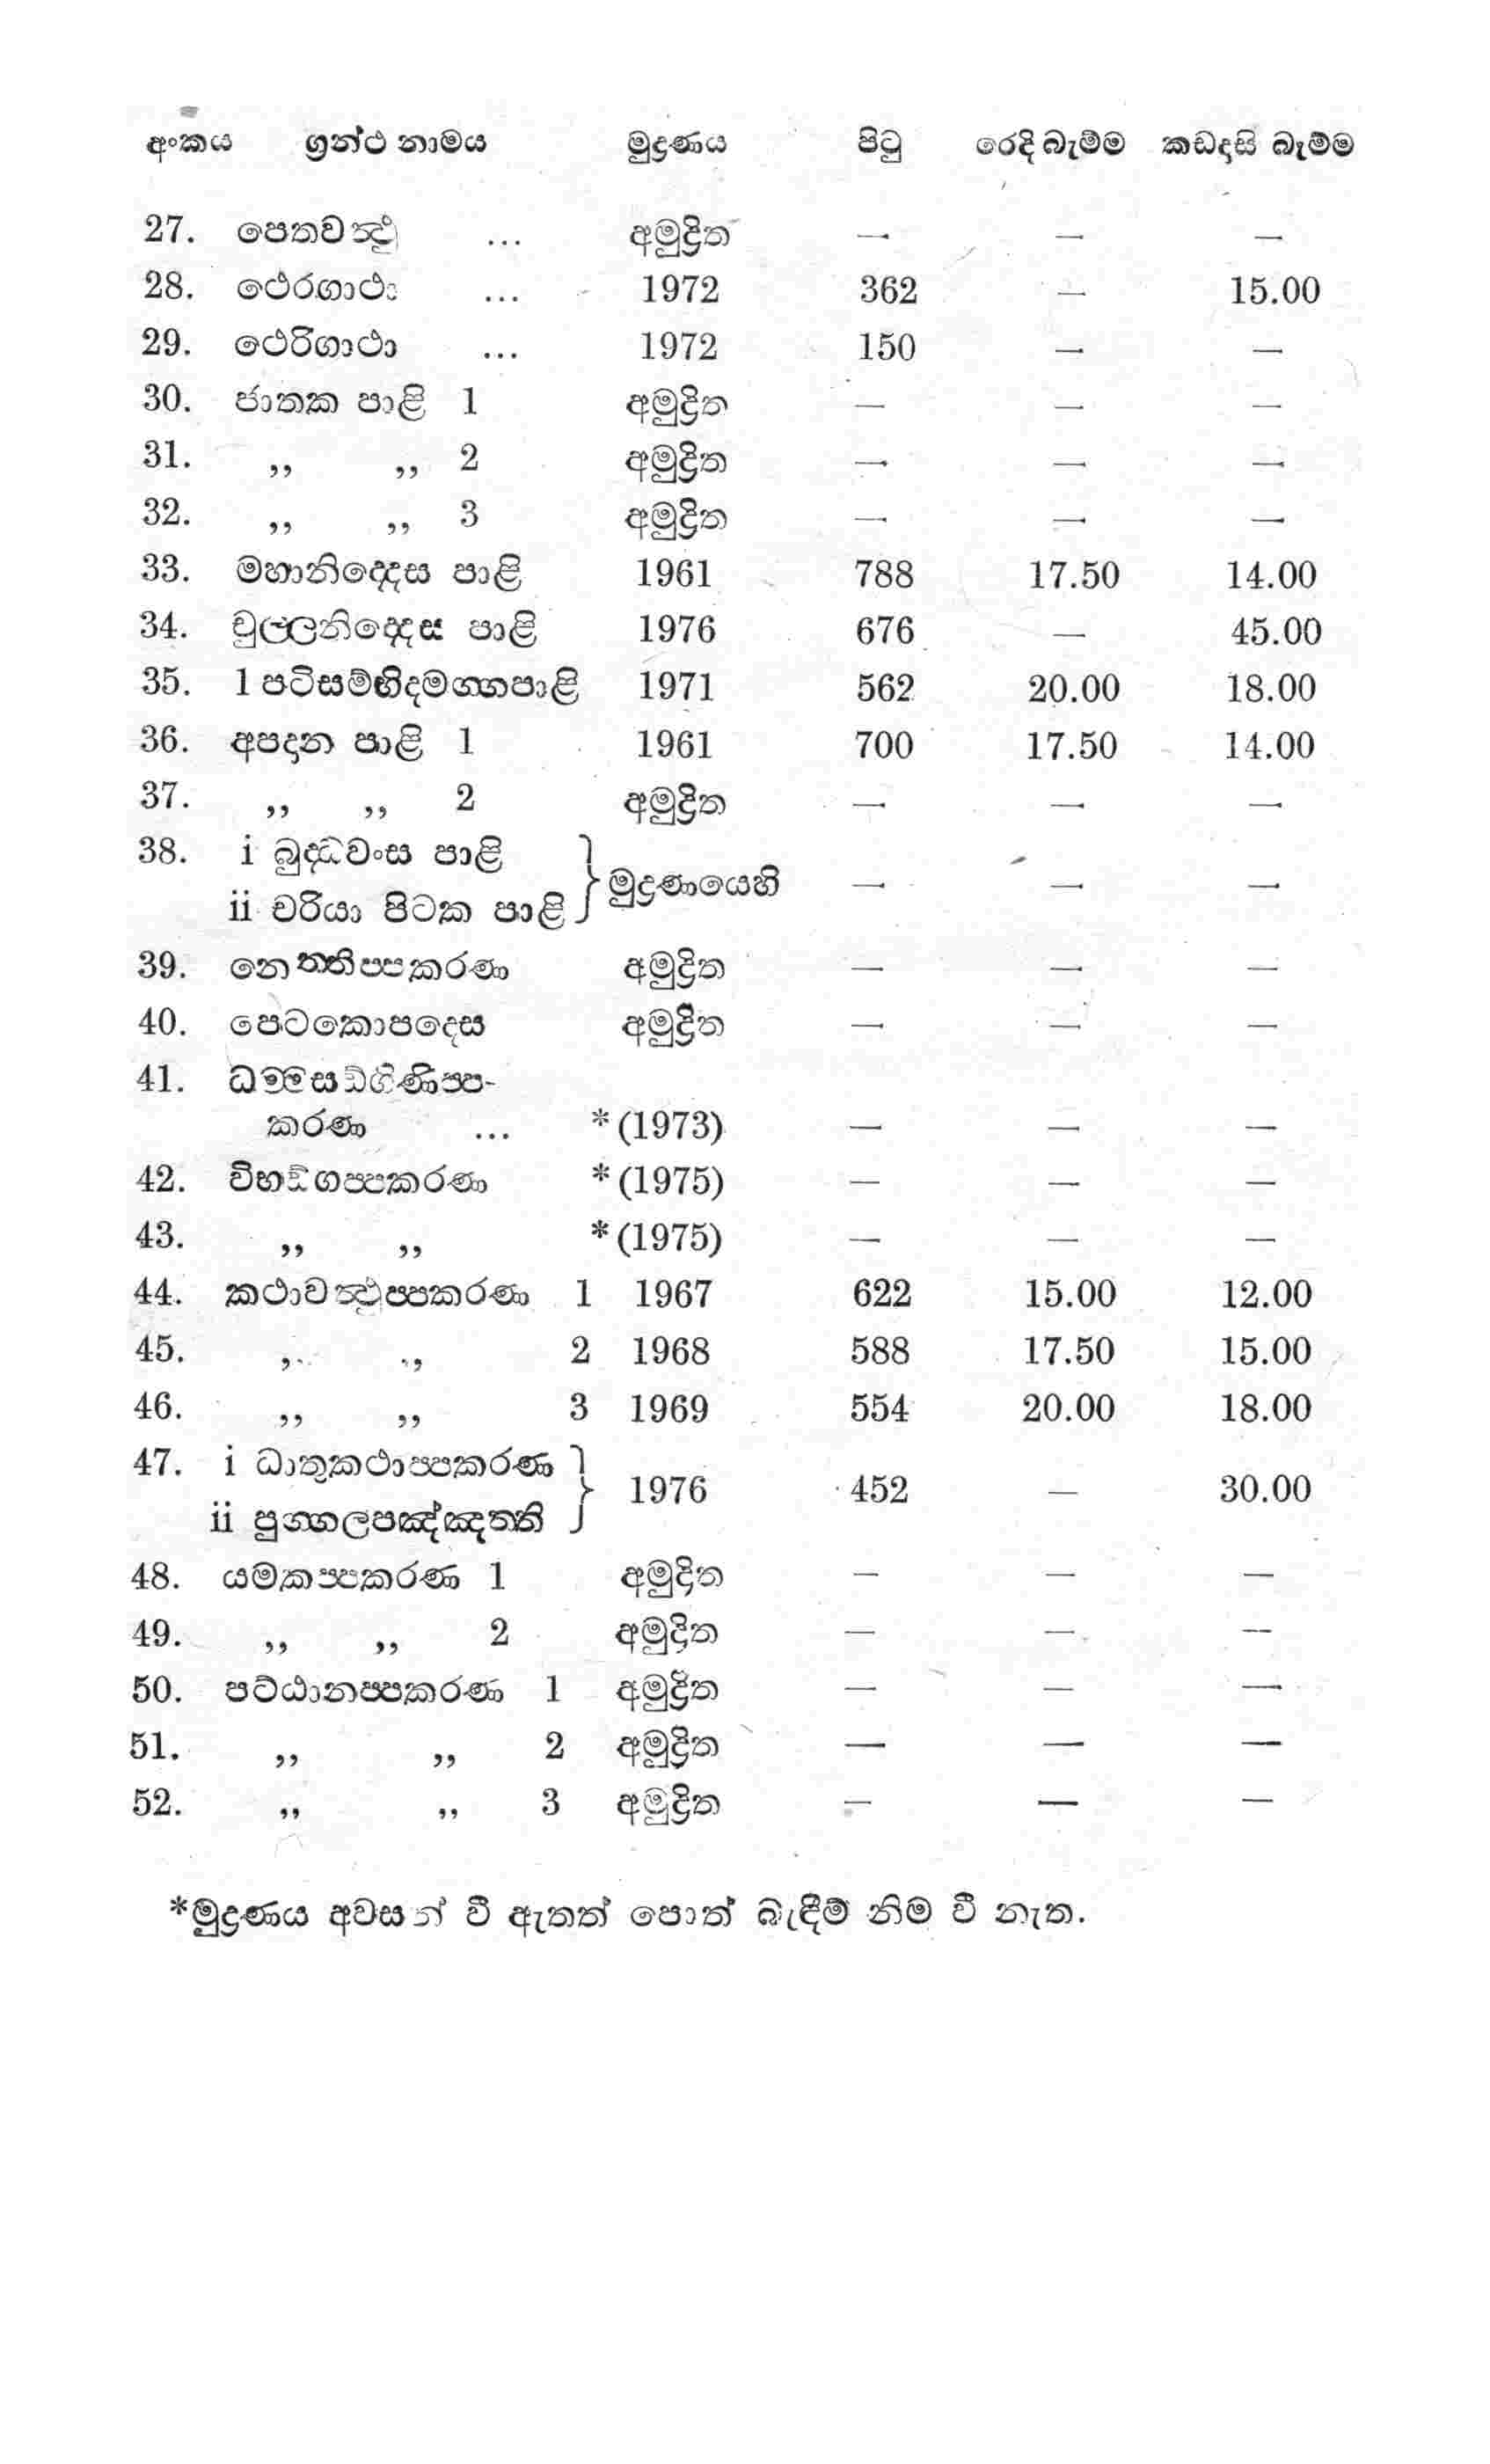 අංකය ග්‍රන්ථ නාමය මුද්‍රණය පිටු රෙදි බැම්ම කඩදාසි බැම්ම
27. පෙතවත්‍ථු ... අමුද්‍රිත — — —
28. ථෙරගාථා ... 1972 362 — 15.00
29. ථෙරිගාථා ... 1972 150 — —
30. ජාතක පාළි 1 අමුද්‍රිත — — —
31. ,, ,, 2 අමුද්‍රිත — — —
32. ,, ,, 3 අමුද්‍රිත — — —
33. මහානිද්‍දෙස පාළි 1961 788 17.50 14.00
34. චුල්‍ලනිද්‍දෙස පාළි 1976 676 — 45.00
35. 1 පටිසම්භිදාමග්‍ගපාළි 1971 562 20.00 18.00
36. අපදාන පාළි 1 1961 700 17.50 14.00
37. ,, ,, 2 අමුද්‍රිත — — —
38. i බුද්‍ධවංස පාළි
ii චරියා පිටක පාළි } මුද්‍රණයෙහි — — —
39. නෙත්‍තිප්‍පකරණ අමුද්‍රිත — — —
40. පෙටකොපදෙස අමුද්‍රිත — — —
41. ධම්‍මසඞ්ගිණිප්‍ප-
කරණ ... *(1973) — — —
42. විභඞ්ගප්‍පකරණ *(1975) — — —
43. ,, ,, *(1975) — — —
44. කථාවත්‍ථුප්‍පකරණ 1 1967 622 15.00 12.00
45. ,, ,, 2 1968 588 17.50 15.00
46. ,, ,, 3 1969 554 20.00 18.00
47. i ධාතුකථාප්‍පකරණ
ii පුග්‍ගලපඤ්ඤත්‍ති } 1976 452 — 30.00
48. යමකප්‍පකරණ 1 අමුද්‍රිත — — —
49. ,, ,, 2 අමුද්‍රිත — — —
50. පට්ඨානප්‍පකරණ 1 අමුද්‍රිත — — —
51. ,, ,, 2 අමුද්‍රිත — — —
52. ,, ,, 3 අමුද්‍රිත — — —
*මුද්‍රණය අවසන් වී ඇතත් පොත් බැඳීම් නිම වී නැත.